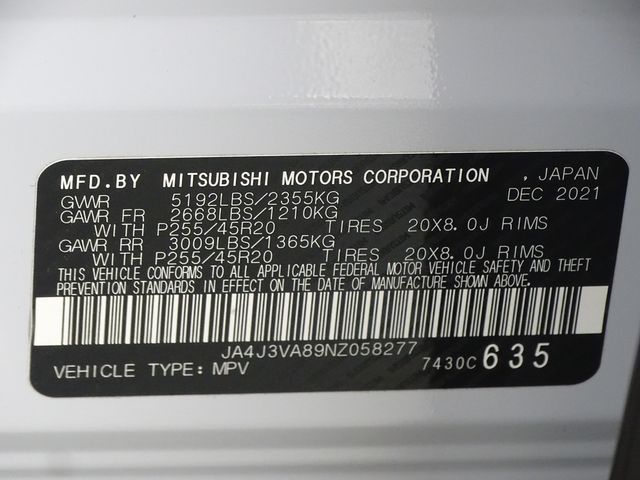 MFD.BY MITSUBISHI MOTORS CORPORATION , JAPAN
GVWR 5192LBS/2355KG DEC 2021
GAWR FR 2668LBS/1210KG
WITH P255/45R20 TIRES 20X8.0J RIMS
GAWR RR 3009LBS/1365KG
WITH P255/45R20 TIRES 20X8.0J RIMS
THIS VEHICLE CONFORMS TO ALL APPLICABLE FEDERAL MOTOR VEHICLE SAFETY AND THEFT
PREVENTION STANDARDS IN EFFECT ON THE DATE OF MANUFACTURE SHOWN ABOVE.
JA4J3VA89NZ058277
VEHICLE TYPE: MPV 7430C 635